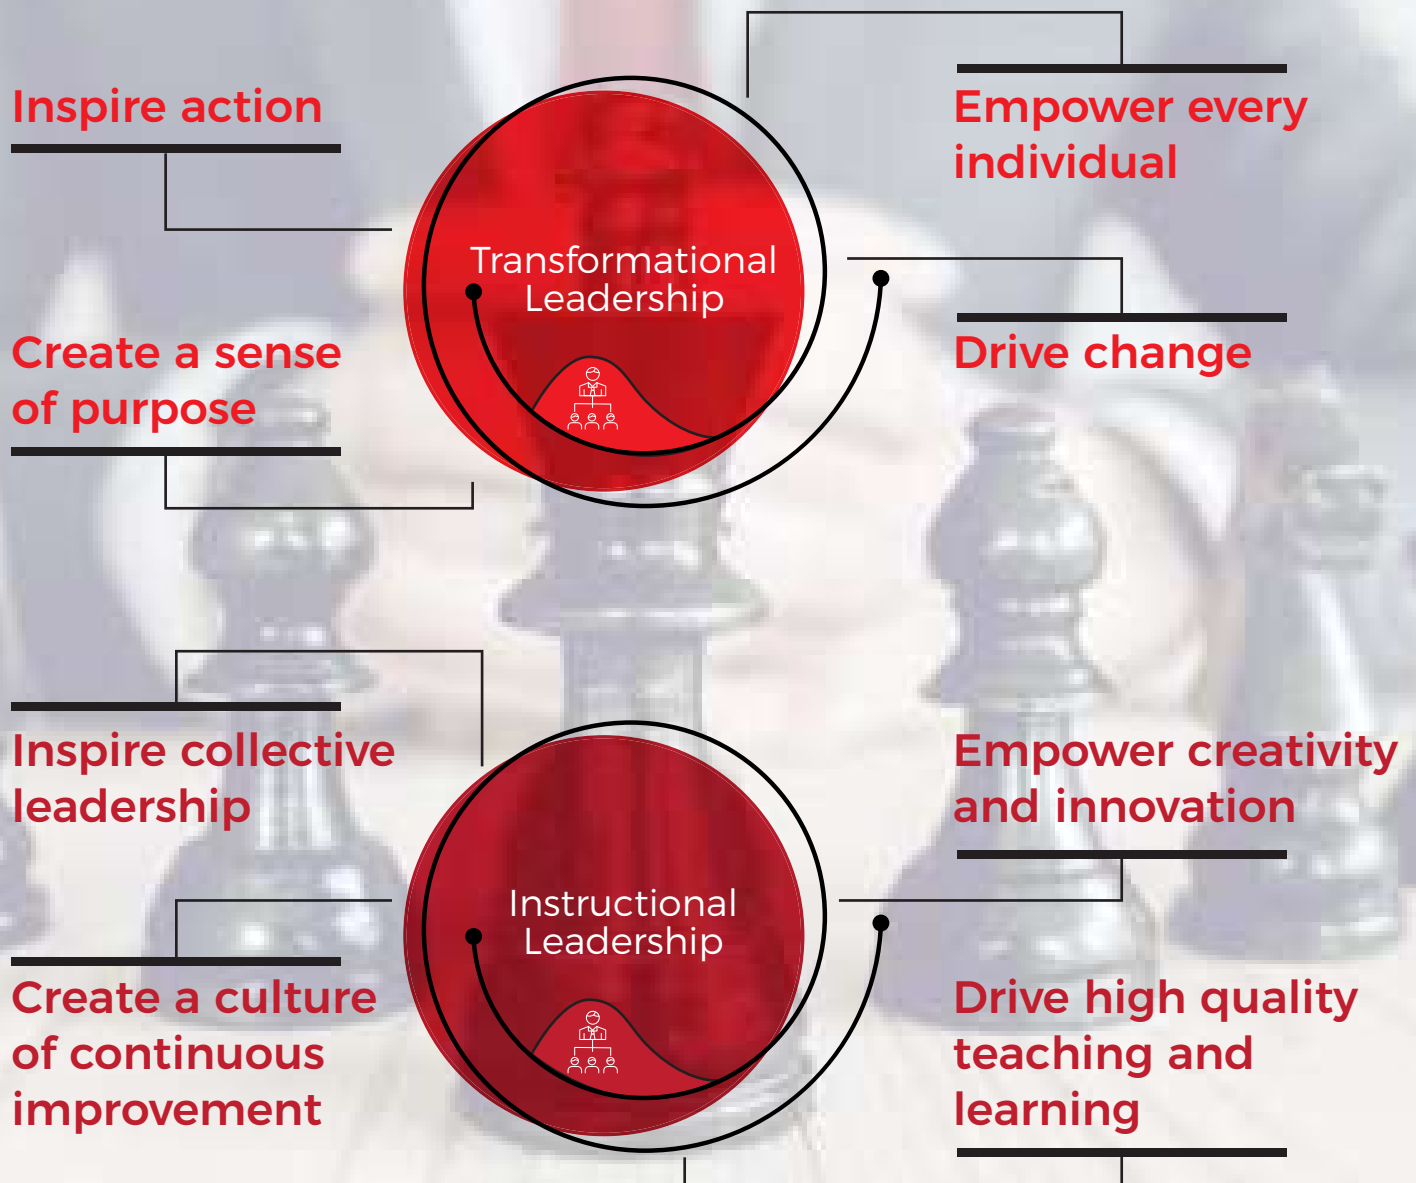 Inspire action
Empower every
individual
Transformational
Leadership
Create a sense
of purpose
Drive change
Inspire collective
leadership
Empower creativity
and innovation
Instructional
Leadership
Create a culture
of continuous
improvement
Drive high quality
teaching and
learning